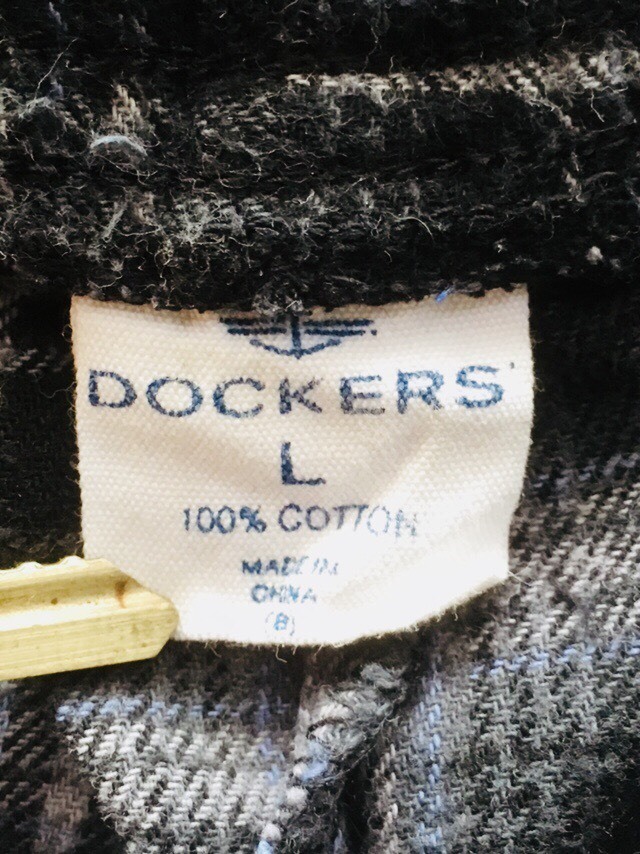 DOCKERS
L
100% COTTON
MADE IN
CHINA
(B)